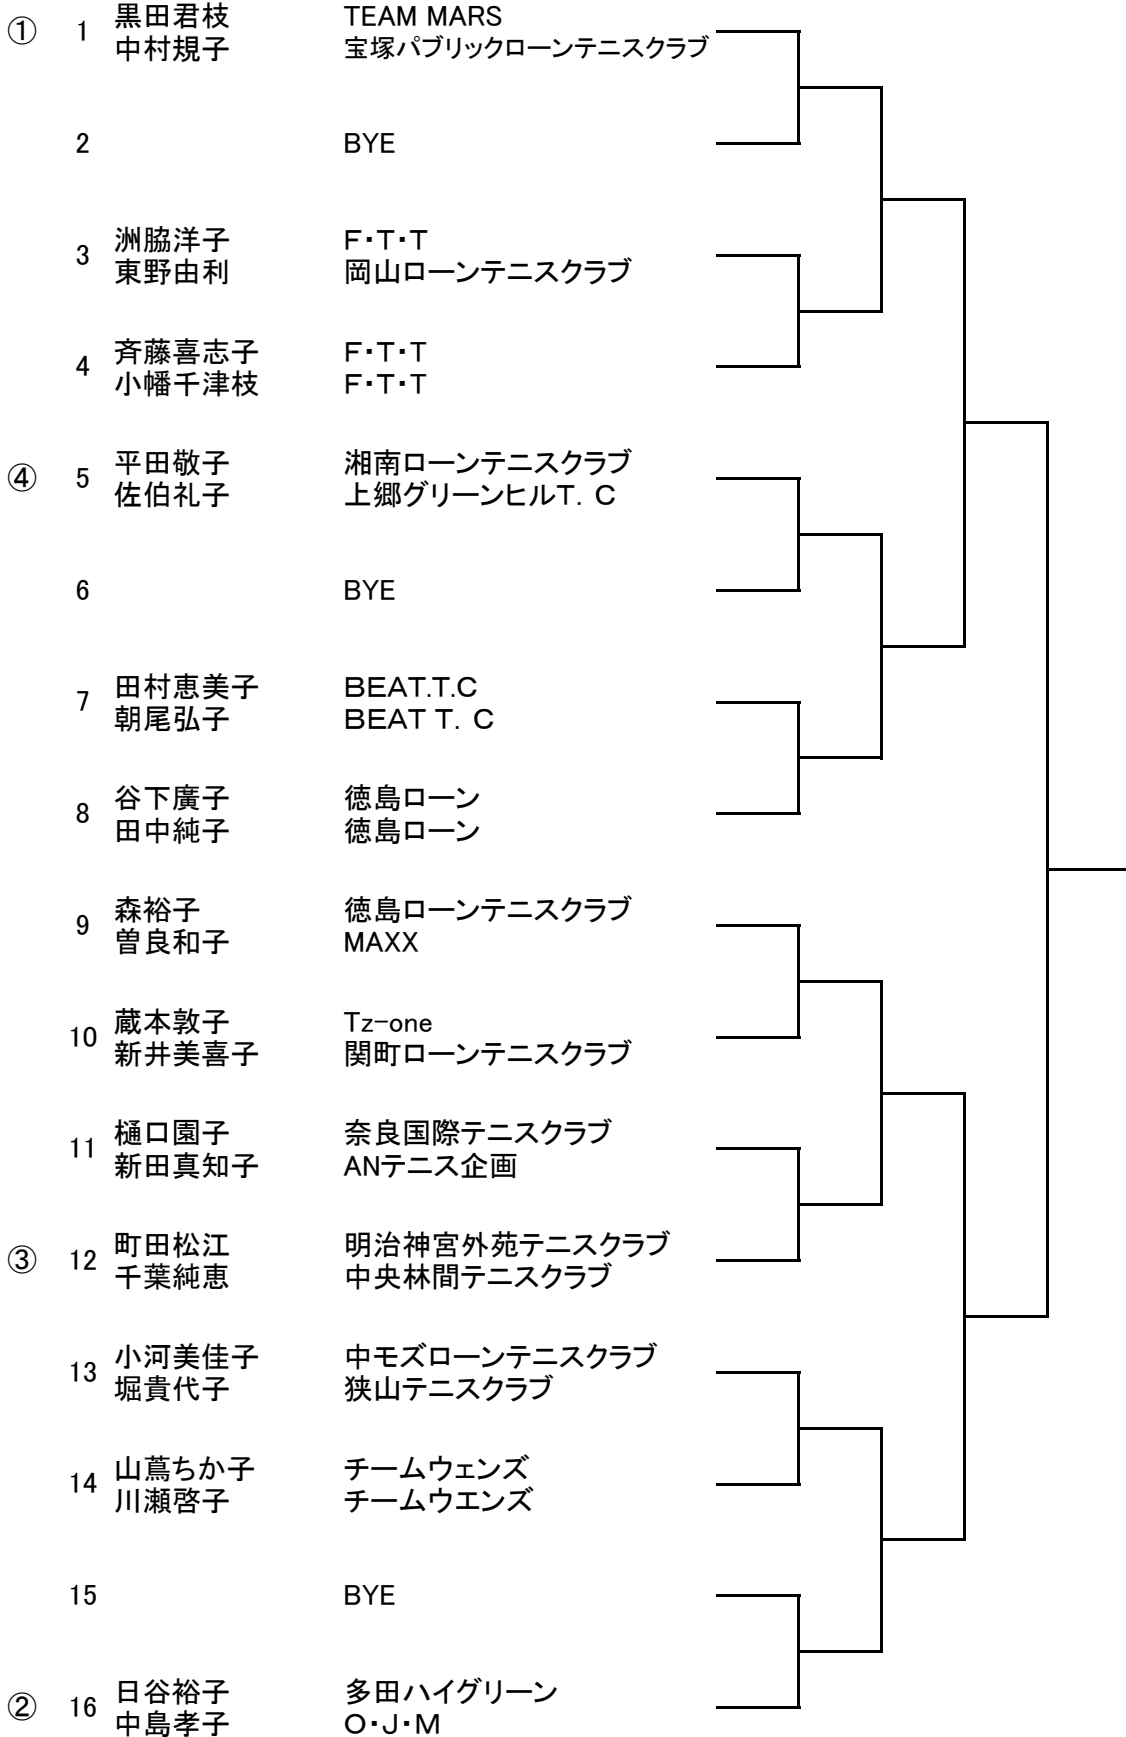 ① 1 黒田君枝 TEAM MARS
中村規子 宝塚パブリックローンテニスクラブ
2 BYE
3 洲脇洋子 F・T・T
東野由利 岡山ローンテニスクラブ
4 斉藤喜志子 F・T・T
小幡千津枝 F・T・T
④ 5 平田敬子 湘南ローンテニスクラブ
佐伯礼子 上郷グリーンヒルT．C
6 BYE
7 田村恵美子 BEAT.T.C
朝尾弘子 BEAT T．C
8 谷下廣子 徳島ローン
田中純子 徳島ローン
9 森裕子 徳島ローンテニスクラブ
曽良和子 MAXX
10 蔵本敦子 Tz-one
新井美喜子 関町ローンテニスクラブ
11 樋口園子 奈良国際テニスクラブ
新田真知子 ANテニス企画
③ 12 町田松江 明治神宮外苑テニスクラブ
千葉純恵 中央林間テニスクラブ
13 小河美佳子 中モズローンテニスクラブ
堀貴代子 狭山テニスクラブ
14 山蔦ちか子 チームウェンズ
川瀬啓子 チームウエンズ
15 BYE
② 16 日谷裕子 多田ハイグリーン
中島孝子 O・J・M